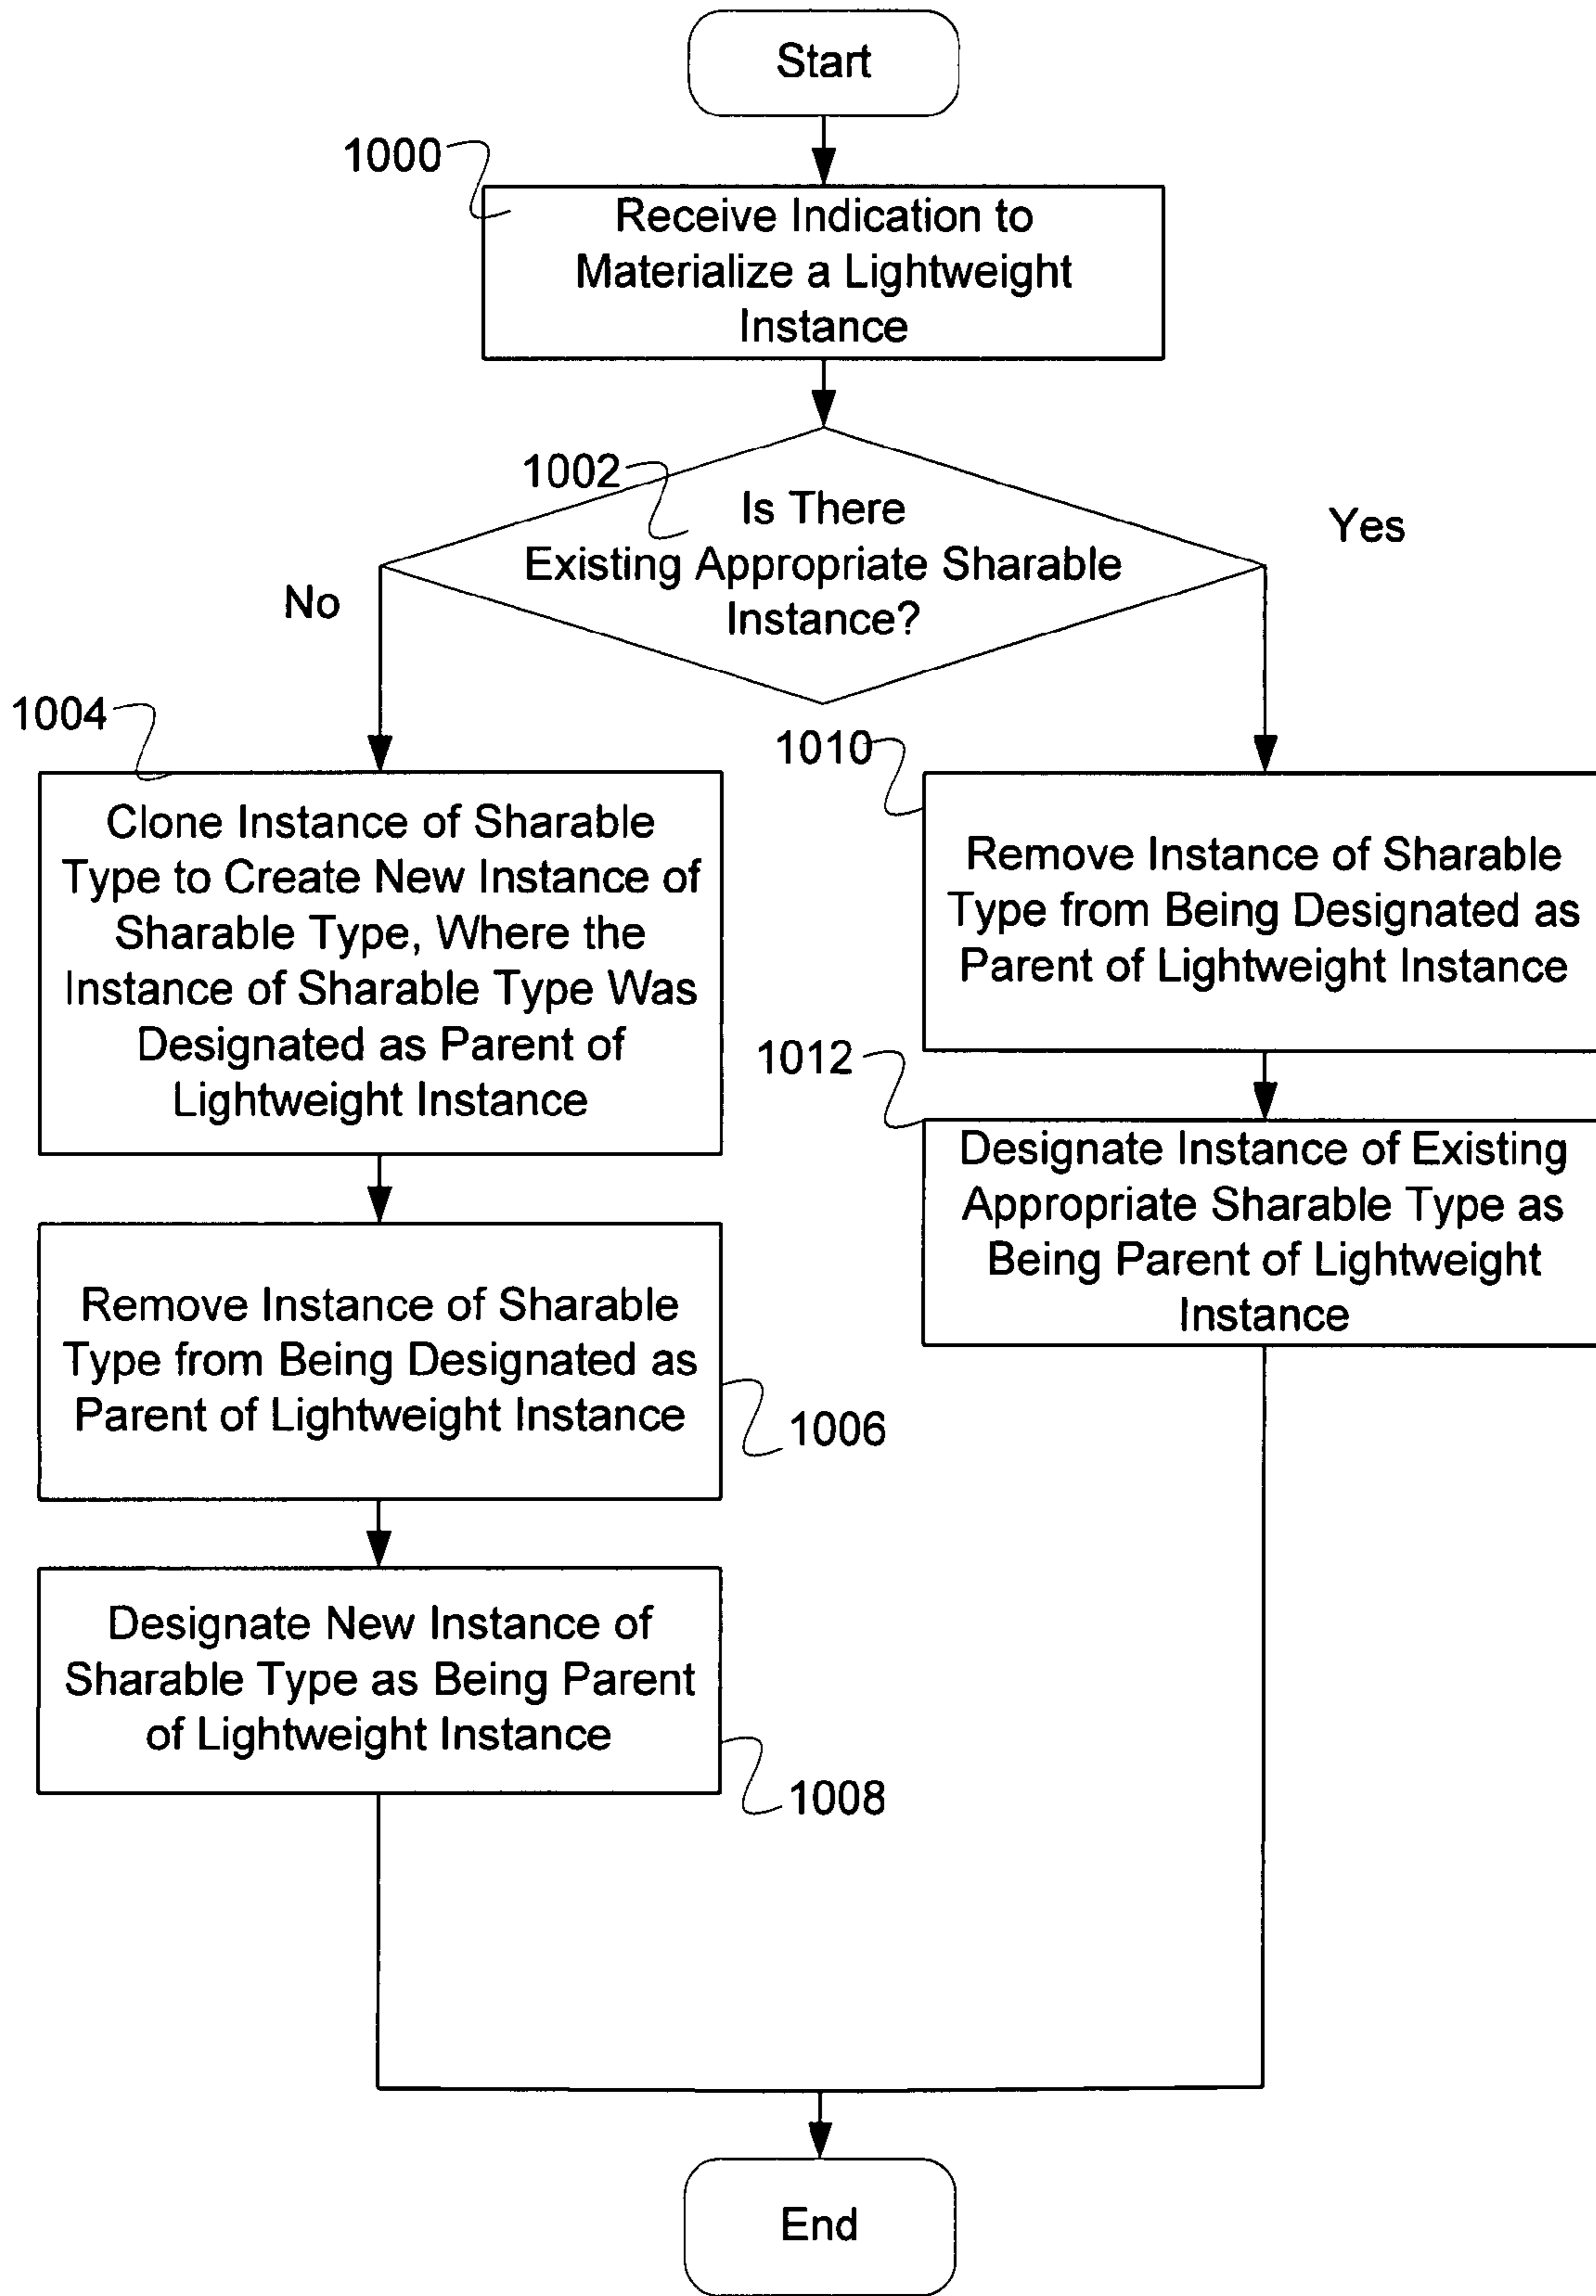 Start
1000
Receive Indication to
Materialize a Lightweight
Instance
1002
Is There
Existing Appropriate Sharable
Instance?
Yes
No
1004
Clone Instance of Sharable
Type to Create New Instance of
Sharable Type, Where the
Instance of Sharable Type Was
Designated as Parent of
Lightweight Instance
1010
Remove Instance of Sharable
Type from Being Designated as
Parent of Lightweight Instance
1012
Designate Instance of Existing
Appropriate Sharable Type as
Being Parent of Lightweight
Instance
Remove Instance of Sharable
Type from Being Designated as
Parent of Lightweight Instance
1006
Designate New Instance of
Sharable Type as Being Parent
of Lightweight Instance
1008
End